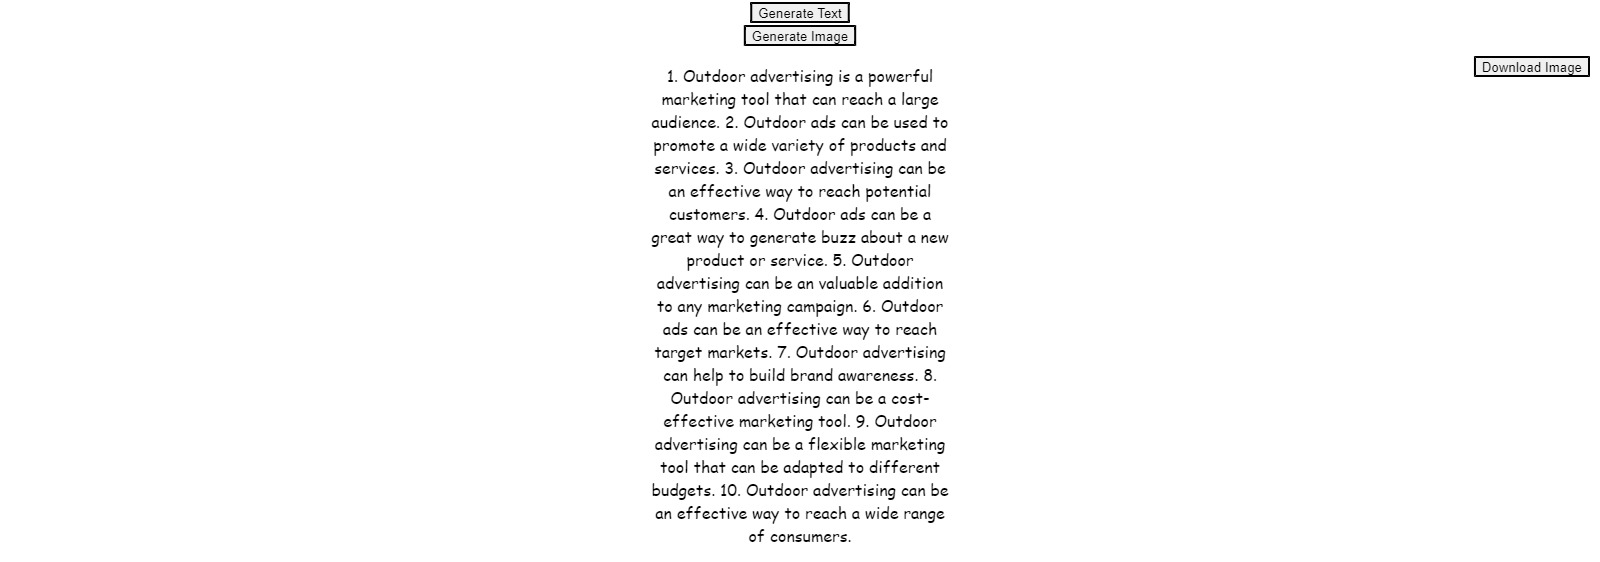 Generate Text
Generate Image
Download Image
1. Outdoor advertising is a powerful
marketing tool that can reach a large
audience. 2. Outdoor ads can be used to
promote a wide variety of products and
services. 3. Outdoor advertising can be
an effective way to reach potential
customers. 4. Outdoor ads can be a
great way to generate buzz about a new
product or service. 5. Outdoor
advertising can be an valuable addition
to any marketing campaign. 6. Outdoor
ads can be an effective way to reach
target markets. 7. Outdoor advertising
can help to build brand awareness. 8.
Outdoor advertising can be a cost-
effective marketing tool. 9. Outdoor
advertising can be a flexible marketing
tool that can be adapted to different
budgets. 10. Outdoor advertising can be
an effective way to reach a wide range
of consumers.